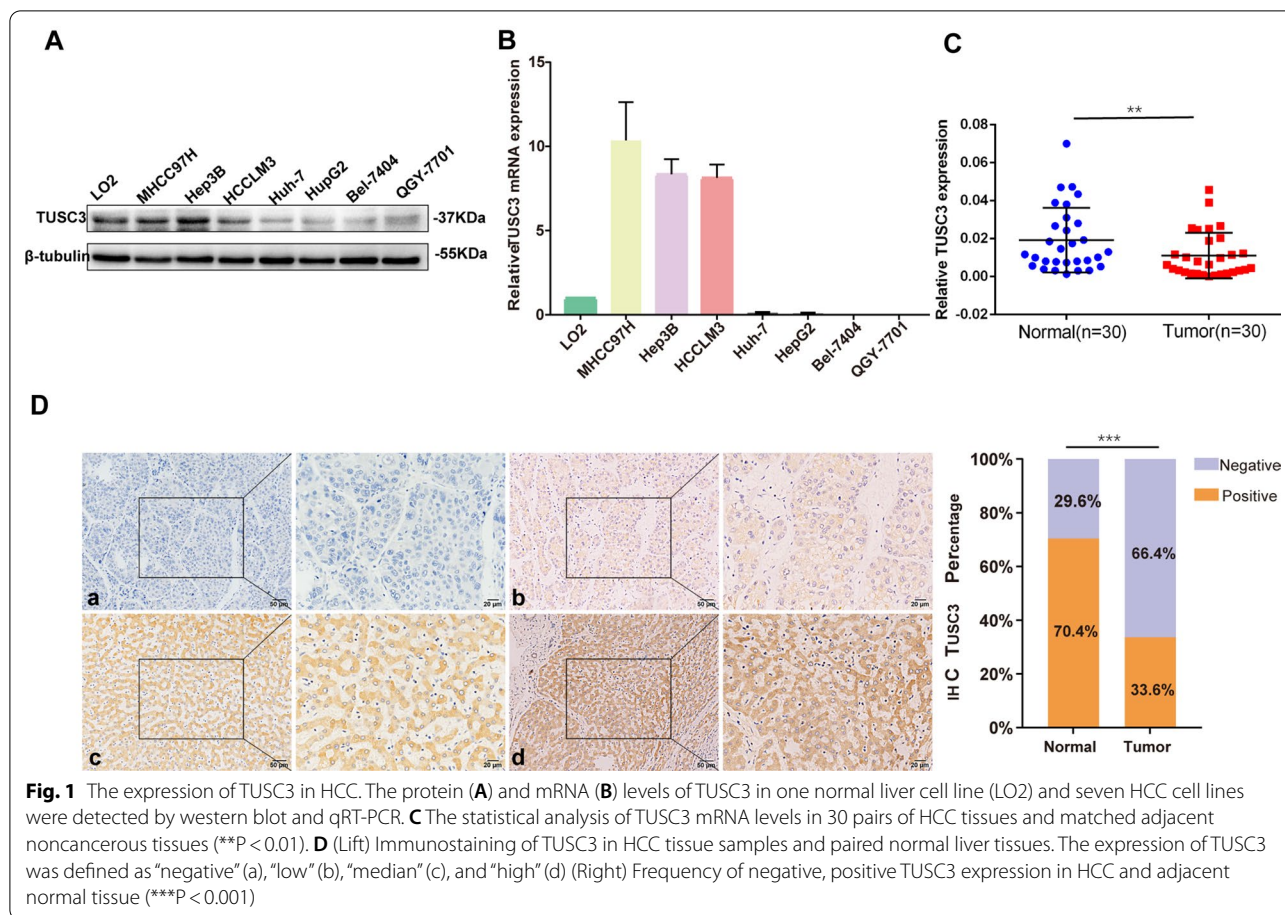 A
LO2 MHCC97H Hep3B HCCLM3 Huh-7 HupG2 Bel-7404 QGY-7701
TUSC3 -37KDa
β-tubulin -55KDa
B
RelativeTUSC3 mRNA expression
15
10
5
0
LO2 MHCC97H Hep3B HCCLM3 Huh-7 HepG2 Bel-7404 QGY-7701
C
**
Relative TUSC3 expression
0.08
0.06
0.04
0.02
0.00
-0.02
Normal(n=30) Tumor(n=30)
D
a 50 μm 20 μm b 50 μm 20 μm
c 50 μm 20 μm d 50 μm 20 μm
***
IHC TUSC3 Percentage
100%
80%
60%
40%
20%
0%
29.6% 66.4%
70.4% 33.6%
Normal Tumor
Negative
Positive
Fig. 1 The expression of TUSC3 in HCC. The protein (A) and mRNA (B) levels of TUSC3 in one normal liver cell line (LO2) and seven HCC cell lines
were detected by western blot and qRT-PCR. C The statistical analysis of TUSC3 mRNA levels in 30 pairs of HCC tissues and matched adjacent
noncancerous tissues (**P < 0.01). D (Lift) Immunostaining of TUSC3 in HCC tissue samples and paired normal liver tissues. The expression of TUSC3
was defined as “negative” (a), “low” (b), “median” (c), and “high” (d) (Right) Frequency of negative, positive TUSC3 expression in HCC and adjacent
normal tissue (***P < 0.001)